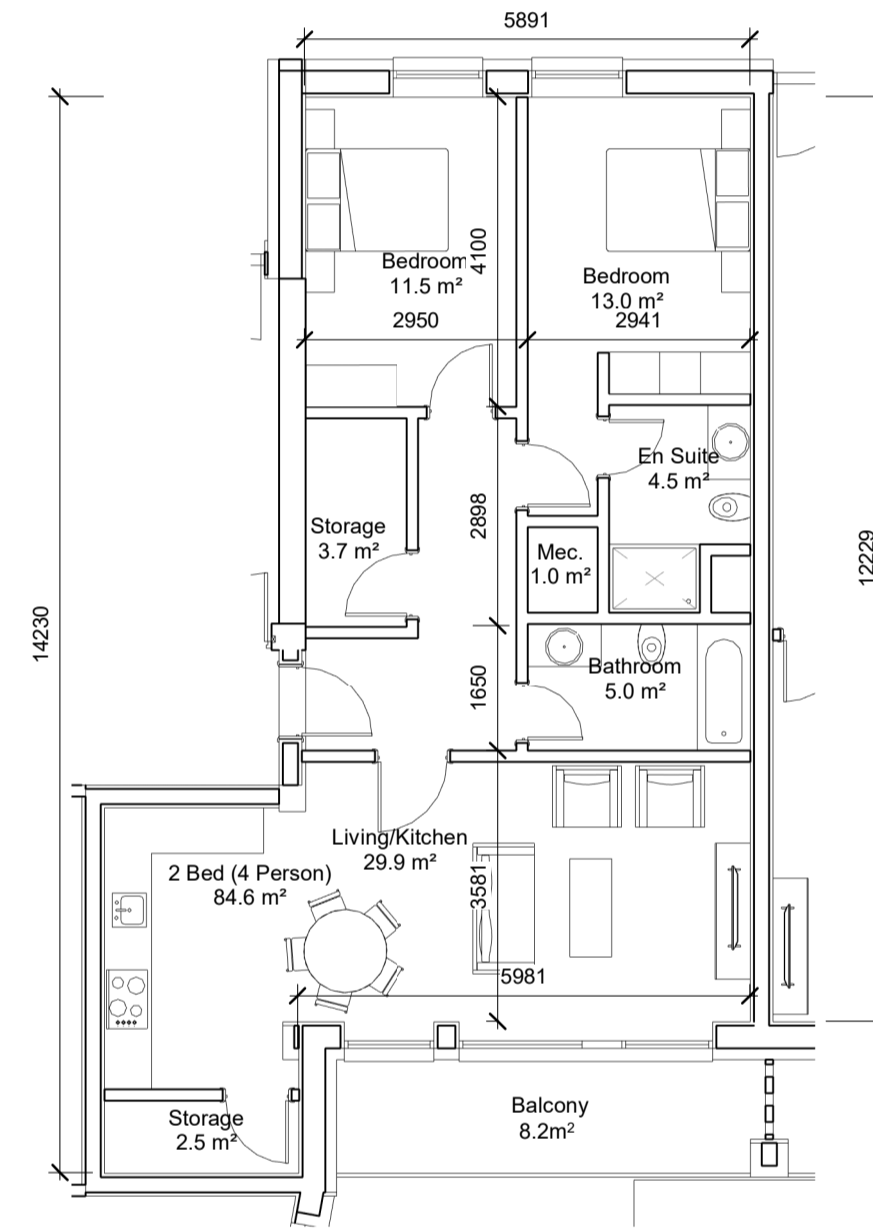 5891
Bedroom
11.5 m²
4100
Bedroom
13.0 m²
2950
2941
En Suite
4.5 m²
Storage
3.7 m²
2898
Mec.
1.0 m²
12229
14230
Bathroom
5.0 m²
1650
Living/Kitchen
29.9 m²
2 Bed (4 Person)
84.6 m²
3581
5981
Storage
2.5 m²
Balcony
8.2m²